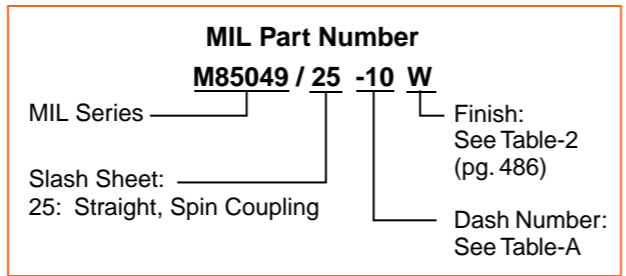 MIL Part Number
M85049 / 25 -10 W
MIL Series
Finish:
See Table-2
(pg. 486)
Slash Sheet:
25: Straight, Spin Coupling
Dash Number:
See Table-A